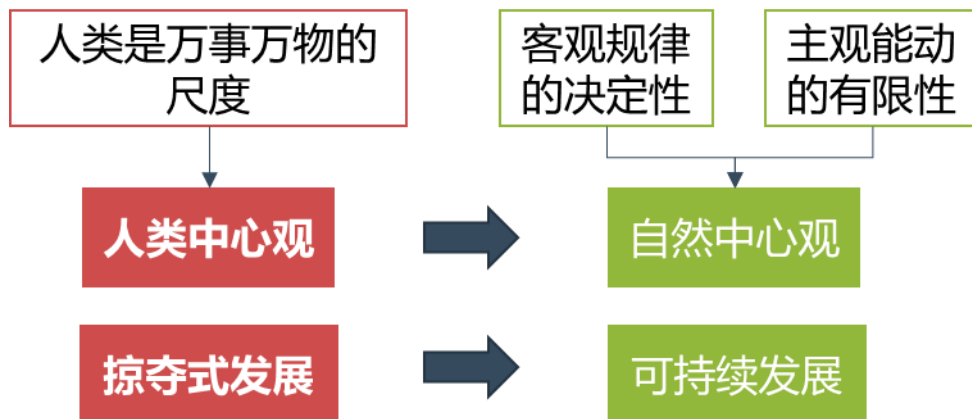 人类是万事万物的
尺度
客观规律
的决定性
主观能动
的有限性
人类中心观
自然中心观
掠夺式发展
可持续发展